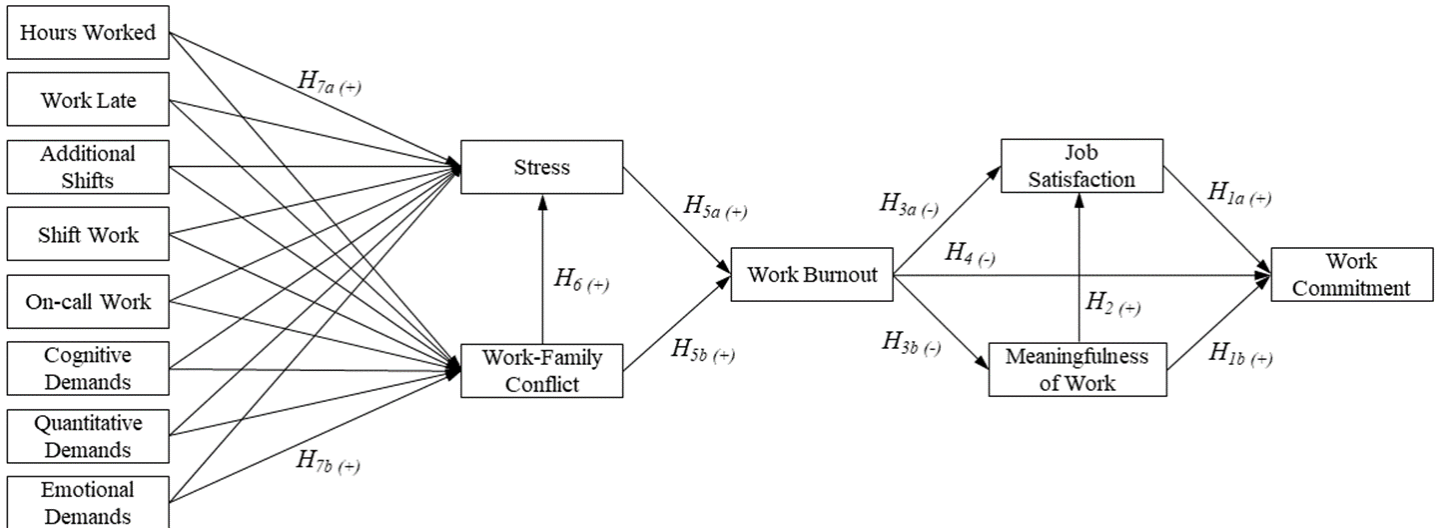 Hours Worked
Work Late
Additional
Shifts
Shift Work
On-call Work
Cognitive
Demands
Quantitative
Demands
Emotional
Demands
H7a (+)
H7b (+)
Stress
H6 (+)
Work-Family
Conflict
H5a (+)
H5b (+)
Work Burnout
H3a (-)
H4 (-)
H3b (-)
Job
Satisfaction
H2 (+)
Meaningfulness
of Work
H1a (+)
H1b (+)
Work
Commitment